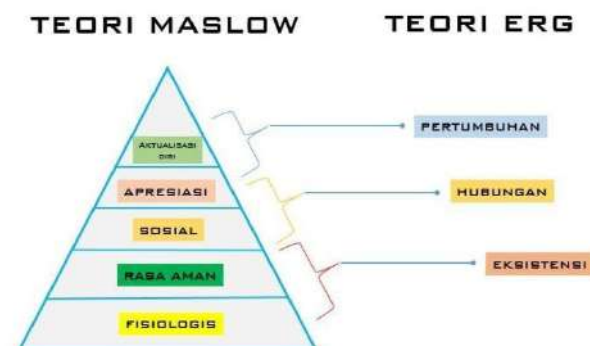 TEORI MASLOW
TEORI ERG
AKTUALISASI
DIRI
APRESIASI
SOSIAL
RASA AMAN
FISIOLOGIS
PERTUMBUHAN
HUBUNGAN
EKSISTENSI